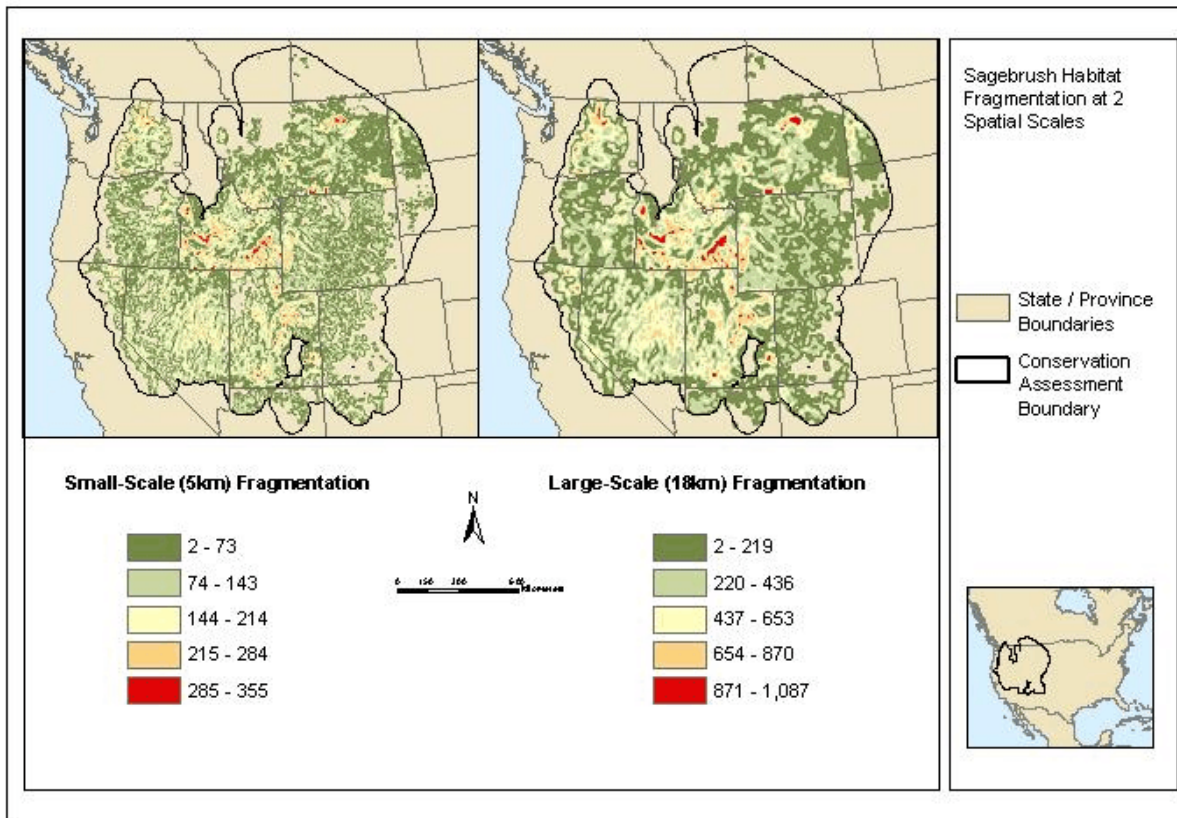 Sagebrush Habitat
Fragmentation at 2
Spatial Scales
State / Province
Boundaries
Conservation
Assessment
Boundary
Small-Scale (5km) Fragmentation
2 - 73
74 - 143
144 - 214
215 - 284
285 - 355
N
0
Large-Scale (18km) Fragmentation
2 - 219
220 - 436
437 - 653
654 - 870
871 - 1,087